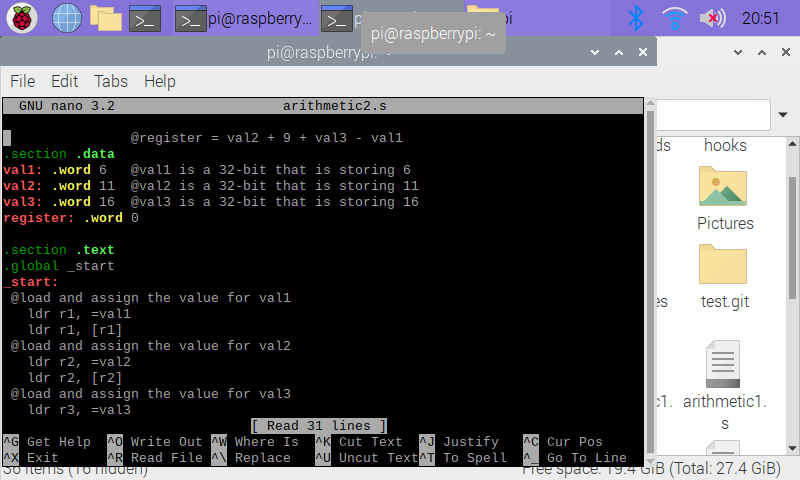 pi@raspberry...
pi
pi
20:51
pi@raspberrypi: ~
pi@raspberrypi: ~
File Edit Tabs Help
GNU nano 3.2 arithmetic2.s
@register = val2 + 9 + val3 - val1
.section .data
val1: .word 6 @val1 is a 32-bit that is storing 6
val2: .word 11 @val2 is a 32-bit that is storing 11
val3: .word 16 @val3 is a 32-bit that is storing 16
register: .word 0
.section .text
.global _start
_start:
@load and assign the value for val1
ldr r1, =val1
ldr r1, [r1]
@load and assign the value for val2
ldr r2, =val2
ldr r2, [r2]
@load and assign the value for val3
ldr r3, =val3
[ Read 31 lines ]
^G Get Help ^O Write Out ^W Where Is ^K Cut Text ^J Justify ^C Cur Pos
^X Exit ^R Read File ^\ Replace ^U Uncut Text ^T To Spell ^_ Go To Line
ds
hooks
Pictures
es
test.git
tic1.
arithmetic1.
s
36 items (16 hidden)
Free space: 19.4 GiB (Total: 27.4 GiB)